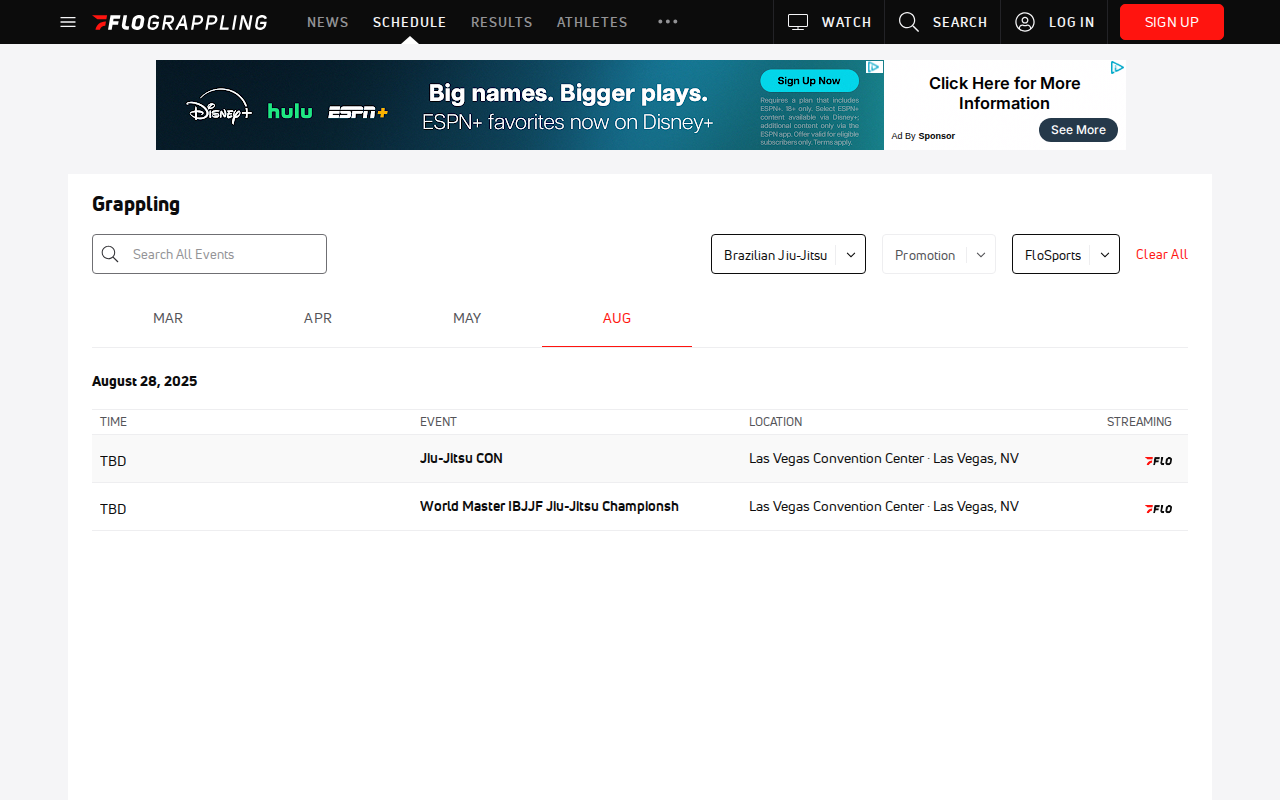 FLOGRAPPLING NEWS SCHEDULE RESULTS ATHLETES WATCH SEARCH LOG IN SIGN UP
Disney+ hulu ESPN+
Big names. Bigger plays.
ESPN+ favorites now on Disney+
Sign Up Now
Requires a plan that includes
ESPN+. 18+ only. Select ESPN+
content available via Disney+;
additional content only via the
ESPN app. Offer valid for eligible
subscribers only. Terms apply.
Click Here for More
Information
Ad By Sponsor
See More
Grappling
Search All Events
Brazilian Jiu-Jitsu Promotion FloSports Clear All
MAR APR MAY AUG
August 28, 2025
TIME EVENT LOCATION STREAMING
TBD Jiu-Jitsu CON Las Vegas Convention Center · Las Vegas, NV FLO
TBD World Master IBJJF Jiu-Jitsu Championsh Las Vegas Convention Center · Las Vegas, NV FLO